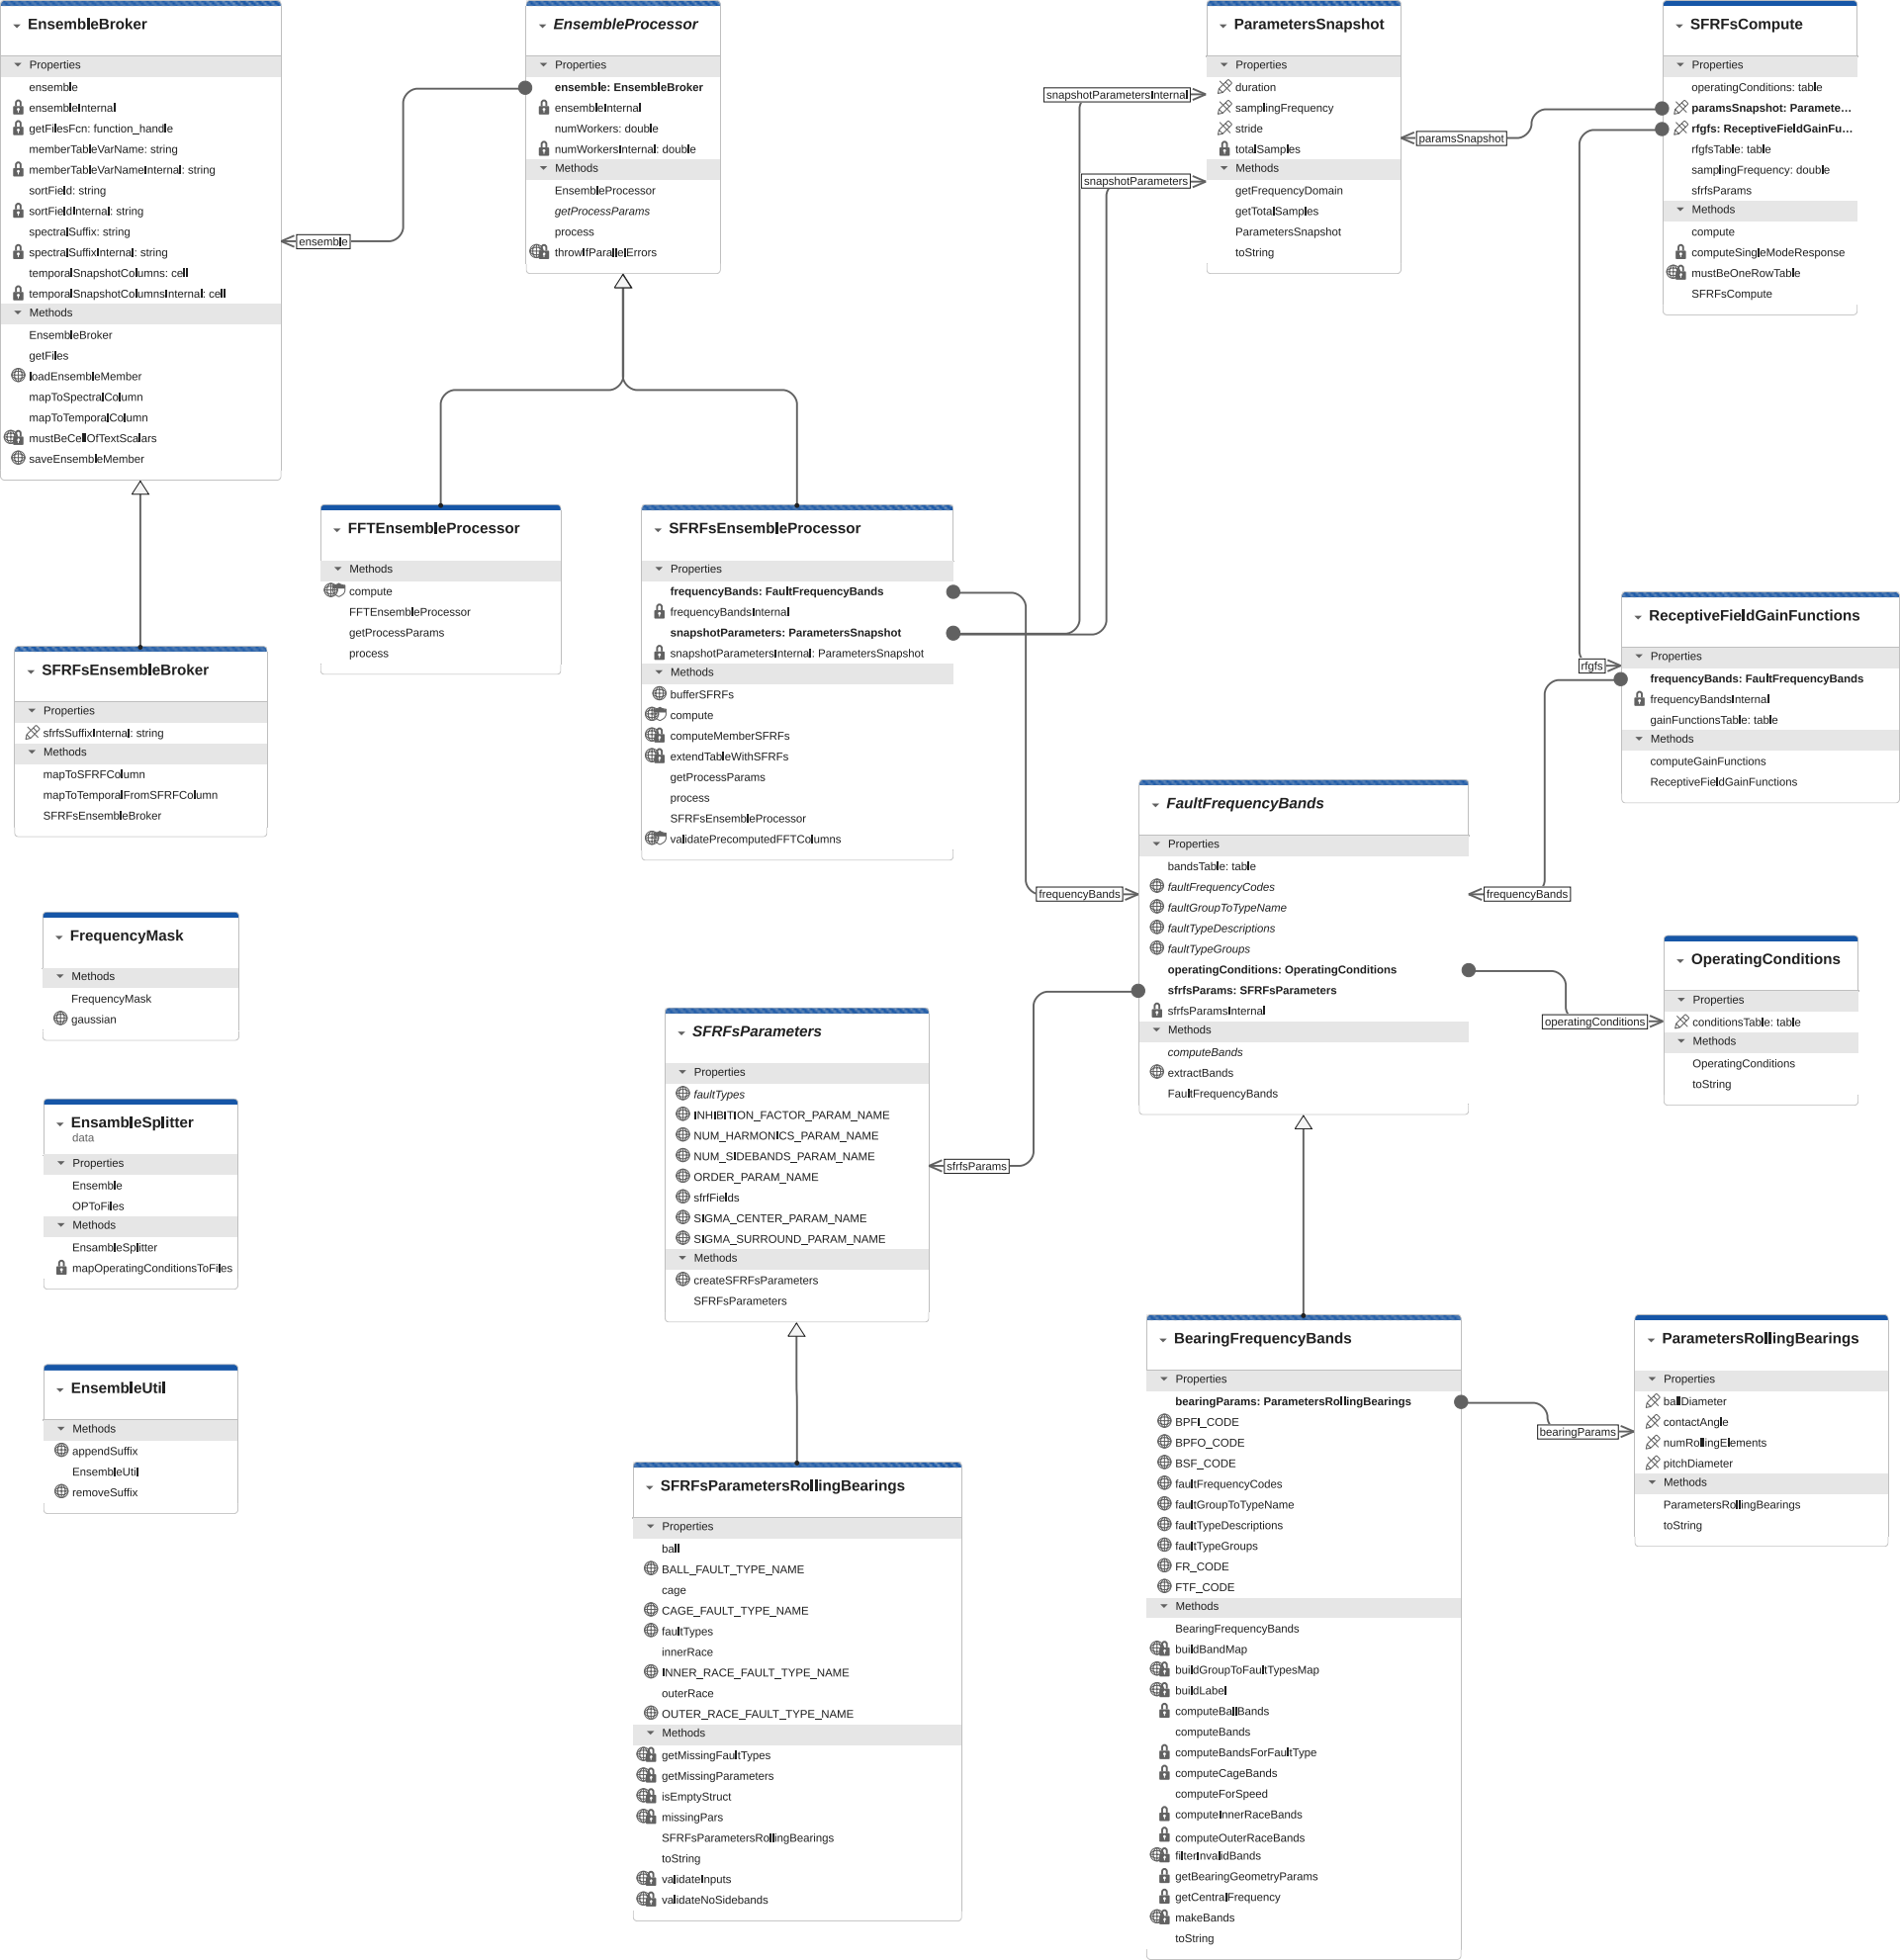 EnsembleBroker
Properties
ensemble
ensembleInternal
getFilesFcn: function_handle
memberTableVarName: string
memberTableVarNameInternal: string
sortField: string
sortFieldInternal: string
spectralSuffix: string
spectralSuffixInternal: string
temporalSnapshotColumns: cell
temporalSnapshotColumnsInternal: cell
Methods
EnsembleBroker
getFiles
loadEnsembleMember
mapToSpectralColumn
mapToTemporalColumn
mustBeCellOfTextScalars
saveEnsembleMember
ensemble
EnsembleProcessor
Properties
ensemble: EnsembleBroker
ensembleInternal
numWorkers: double
numWorkersInternal: double
Methods
EnsembleProcessor
getProcessParams
process
throwIfParallelErrors
snapshotParametersInternal
snapshotParameters
ParametersSnapshot
Properties
duration
samplingFrequency
stride
totalSamples
Methods
getFrequencyDomain
getTotalSamples
ParametersSnapshot
toString
paramsSnapshot
SFRFsCompute
Properties
operatingConditions: table
paramsSnapshot: Paramete...
rfgfs: ReceptiveFieldGainFu...
rfgfsTable: table
samplingFrequency: double
sfrfsParams
Methods
compute
computeSingleModeResponse
mustBeOneRowTable
SFRFsCompute
FFTEnsembleProcessor
Methods
compute
FFTEnsembleProcessor
getProcessParams
process
SFRFsEnsembleProcessor
Properties
frequencyBands: FaultFrequencyBands
frequencyBandsInternal
snapshotParameters: ParametersSnapshot
snapshotParametersInternal: ParametersSnapshot
Methods
bufferSFRFs
compute
computeMemberSFRFs
extendTableWithSFRFs
getProcessParams
process
SFRFsEnsembleProcessor
validatePrecomputedFFTColumns
rfgfs
ReceptiveFieldGainFunctions
Properties
frequencyBands: FaultFrequencyBands
frequencyBandsInternal
gainFunctionsTable: table
Methods
computeGainFunctions
ReceptiveFieldGainFunctions
SFRFsEnsembleBroker
Properties
sfrfsSuffixInternal: string
Methods
mapToSFRFColumn
mapToTemporalFromSFRFColumn
SFRFsEnsembleBroker
frequencyBands
FaultFrequencyBands
Properties
bandsTable: table
faultFrequencyCodes
faultGroupToTypeName
faultTypeDescriptions
faultTypeGroups
operatingConditions: OperatingConditions
sfrfsParams: SFRFsParameters
sfrfsParamsInternal
Methods
computeBands
extractBands
FaultFrequencyBands
frequencyBands
operatingConditions
OperatingConditions
Properties
conditionsTable: table
Methods
OperatingConditions
toString
FrequencyMask
Methods
FrequencyMask
gaussian
SFRFsParameters
Properties
faultTypes
INHIBITION_FACTOR_PARAM_NAME
NUM_HARMONICS_PARAM_NAME
NUM_SIDEBANDS_PARAM_NAME
ORDER_PARAM_NAME
sfrfFields
SIGMA_CENTER_PARAM_NAME
SIGMA_SURROUND_PARAM_NAME
Methods
createSFRFsParameters
SFRFsParameters
sfrfsParams
EnsambleSplitter
data
Properties
Ensemble
OPToFiles
Methods
EnsambleSplitter
mapOperatingConditionsToFiles
EnsembleUtil
Methods
appendSuffix
EnsembleUtil
removeSuffix
SFRFsParametersRollingBearings
Properties
ball
BALL_FAULT_TYPE_NAME
cage
CAGE_FAULT_TYPE_NAME
faultTypes
innerRace
INNER_RACE_FAULT_TYPE_NAME
outerRace
OUTER_RACE_FAULT_TYPE_NAME
Methods
getMissingFaultTypes
getMissingParameters
isEmptyStruct
missingPars
SFRFsParametersRollingBearings
toString
validateInputs
validateNoSidebands
BearingFrequencyBands
Properties
bearingParams: ParametersRollingBearings
BPFI_CODE
BPFO_CODE
BSF_CODE
faultFrequencyCodes
faultGroupToTypeName
faultTypeDescriptions
faultTypeGroups
FR_CODE
FTF_CODE
Methods
BearingFrequencyBands
buildBandMap
buildGroupToFaultTypesMap
buildLabel
computeBallBands
computeBands
computeBandsForFaultType
computeCageBands
computeForSpeed
computeInnerRaceBands
computeOuterRaceBands
filterInvalidBands
getBearingGeometryParams
getCentralFrequency
makeBands
toString
bearingParams
ParametersRollingBearings
Properties
ballDiameter
contactAngle
numRollingElements
pitchDiameter
Methods
ParametersRollingBearings
toString